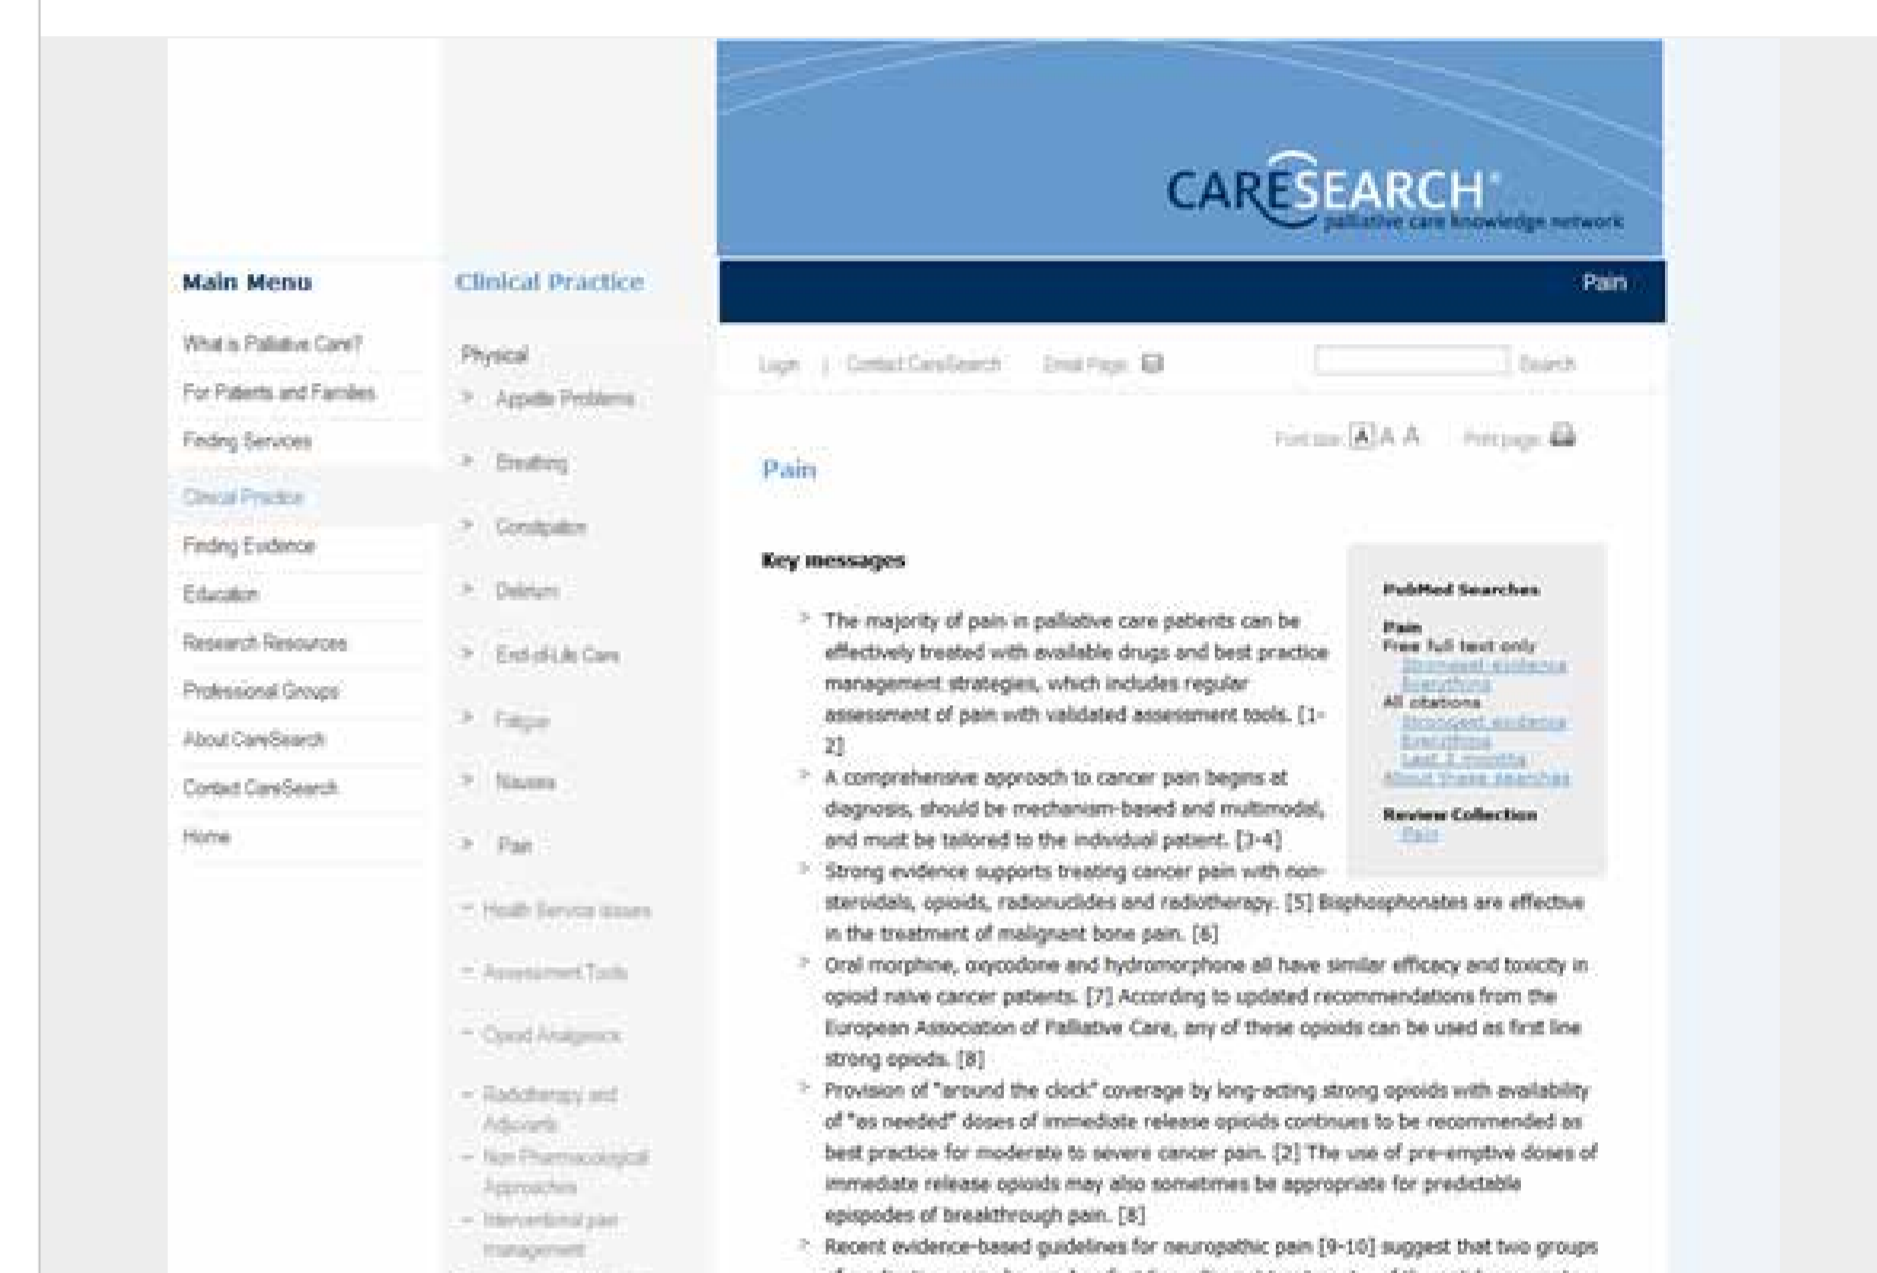 CARESEARCH®
palliative care knowledge network
Main Menu
What is Palliative Care?
For Patients and Families
Finding Services
Clinical Practice
Finding Evidence
Education
Research Resources
Professional Groups
About CareSearch
Contact CareSearch
Home
Clinical Practice
Physical
> Appetite Problems
> Breathing
> Constipation
> Delirium
> End-of-Life Care
> Fatigue
> Nausea
> Pain
– Health Service Issues
– Assessment Tools
– Opioid Analgesics
– Radiotherapy and
Adjuvants
– Non Pharmacological
Approaches
– Interventional pain
management
Pain
Login | Contact CareSearch Email Page: Search
Font size: A A A Print page:
Pain
Key messages
> The majority of pain in palliative care patients can be
effectively treated with available drugs and best practice
management strategies, which includes regular
assessment of pain with validated assessment tools. [1-
2]
> A comprehensive approach to cancer pain begins at
diagnosis, should be mechanism-based and multimodal,
and must be tailored to the individual patient. [3-4]
> Strong evidence supports treating cancer pain with non-
steroidals, opioids, radionuclides and radiotherapy. [5] Bisphosphonates are effective
in the treatment of malignant bone pain. [6]
> Oral morphine, oxycodone and hydromorphone all have similar efficacy and toxicity in
opioid naive cancer patients. [7] According to updated recommendations from the
European Association of Palliative Care, any of these opioids can be used as first line
strong opiods. [8]
> Provision of "around the clock" coverage by long-acting strong opioids with availability
of "as needed" doses of immediate release opioids continues to be recommended as
best practice for moderate to severe cancer pain. [2] The use of pre-emptive doses of
immediate release opioids may also sometimes be appropriate for predictable
epispodes of breakthrough pain. [8]
> Recent evidence-based guidelines for neuropathic pain [9-10] suggest that two groups
PubMed Searches
Pain
Free full text only
Strongest evidence
Everything
All citations
Strongest evidence
Everything
Last 3 months
About these searches
Review Collection
Pain